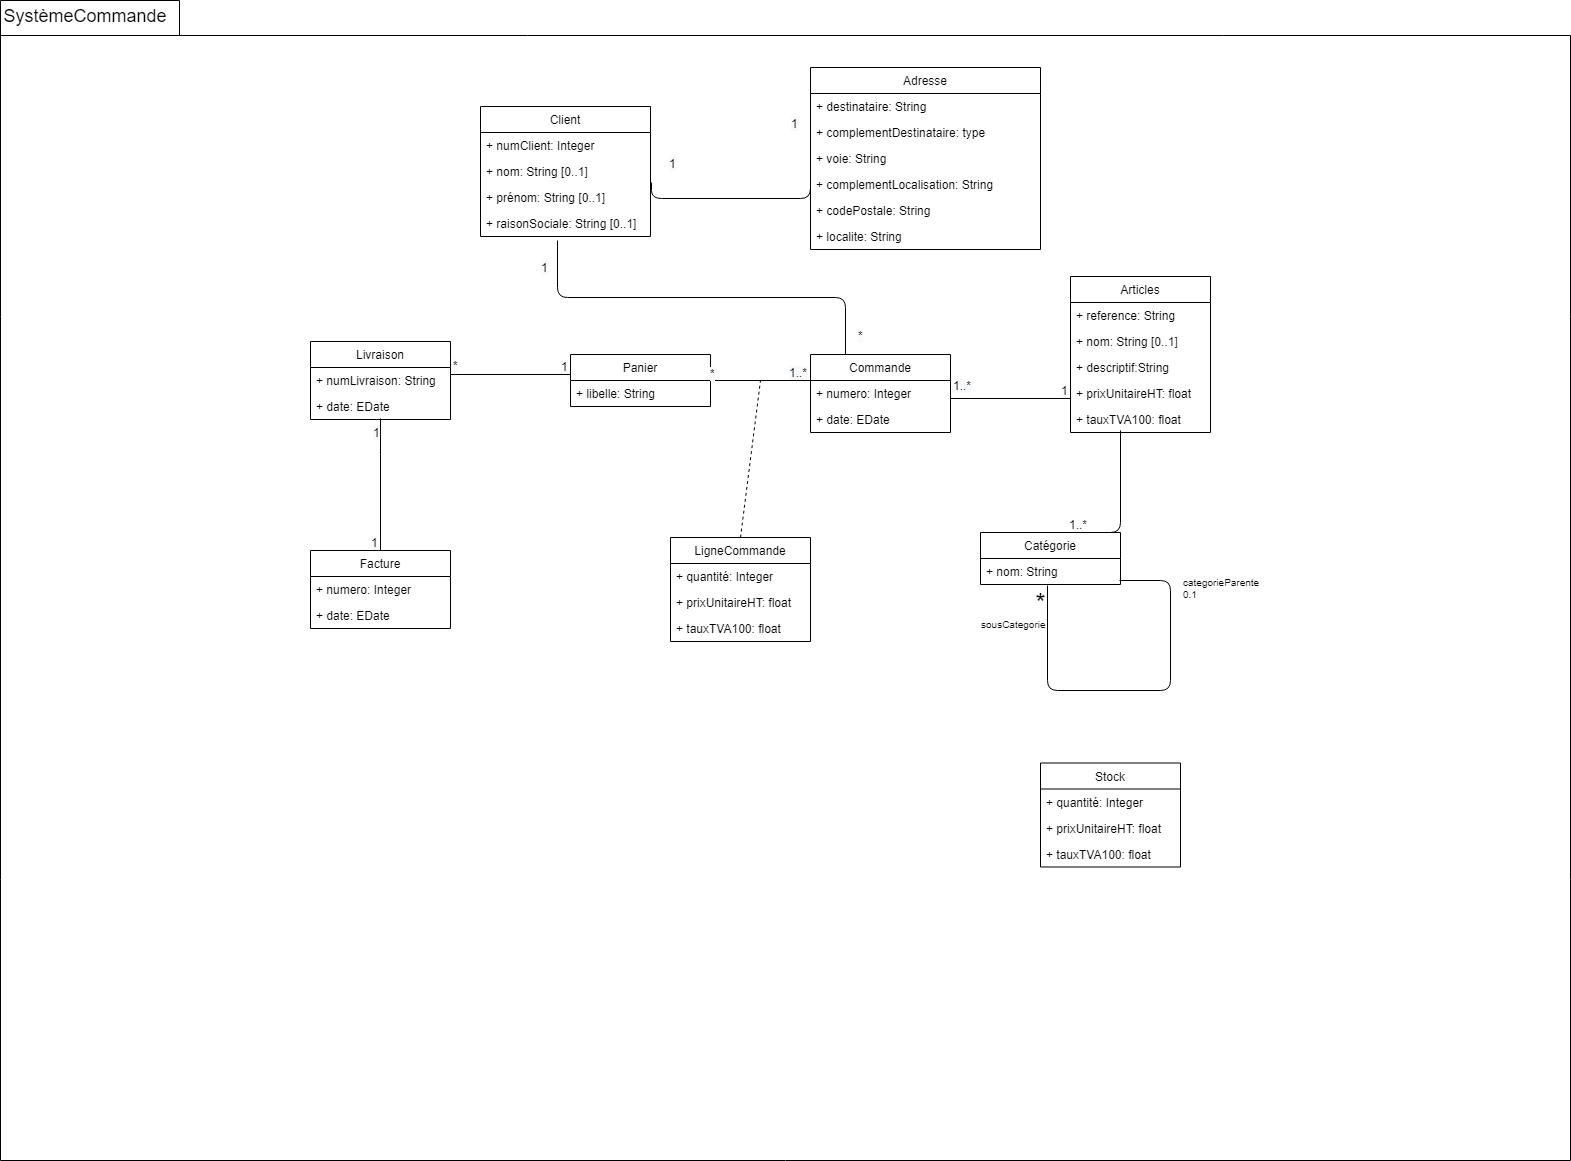 SystèmeCommande
Adresse
+ destinataire: String
+ complementDestinataire: type
+ voie: String
+ complementLocalisation: String
+ codePostale: String
+ localite: String
Client
+ numClient: Integer
+ nom: String [0..1]
+ prénom: String [0..1]
+ raisonSociale: String [0..1]
1
1
1
*
Articles
+ reference: String
+ nom: String [0..1]
+ descriptif:String
+ prixUnitaireHT: float
+ tauxTVA100: float
Livraison
+ numLivraison: String
+ date: EDate
*
1
Panier
+ libelle: String
*
1..*
Commande
+ numero: Integer
+ date: EDate
1..*
1
1
1
Facture
+ numero: Integer
+ date: EDate
LigneCommande
+ quantité: Integer
+ prixUnitaireHT: float
+ tauxTVA100: float
1..*
Catégorie
+ nom: String
*
sousCategorie
categorieParente
0.1
Stock
+ quantité: Integer
+ prixUnitaireHT: float
+ tauxTVA100: float